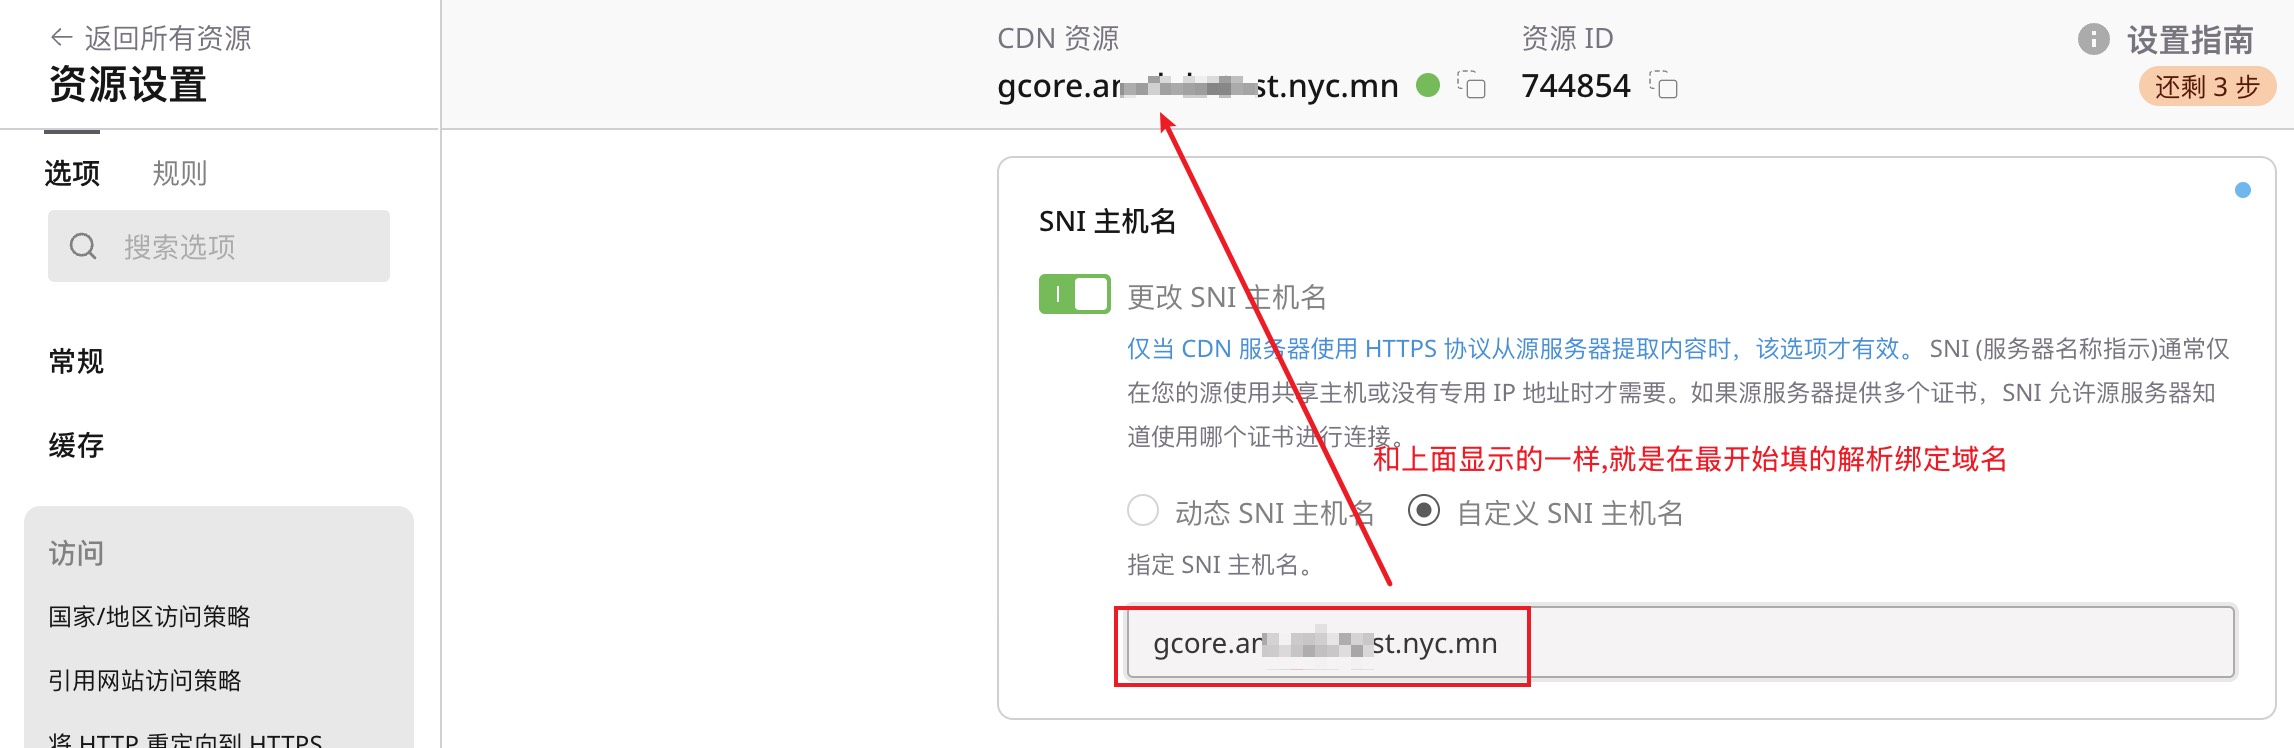 返回所有资源
资源设置
CDN 资源
gcore.ar st.nyc.mn
资源 ID
744854
设置指南
还剩 3 步
选项 规则
搜索选项
常规
缓存
访问
国家/地区访问策略
引用网站访问策略
将 HTTP 重定向到 HTTPS
SNI 主机名
更改 SNI 主机名
仅当 CDN 服务器使用 HTTPS 协议从源服务器提取内容时，该选项才有效。 SNI (服务器名称指示)通常仅
在您的源使用共享主机或没有专用 IP 地址时才需要。如果源服务器提供多个证书，SNI 允许源服务器知
道使用哪个证书进行连接。
和上面显示的一样,就是在最开始填的解析绑定域名
动态 SNI 主机名 自定义 SNI 主机名
指定 SNI 主机名。
gcore.ar st.nyc.mn